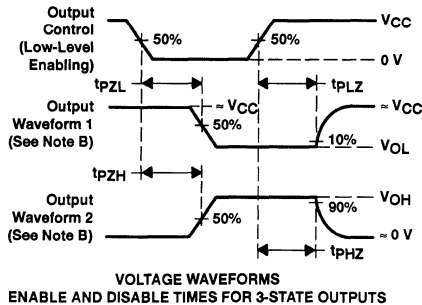 Output
Control
(Low-Level
Enabling)
50%
50%
VCC
0 V
tPZL
tPLZ
Output
Waveform 1
(See Note B)
≈ VCC
50%
≈ VCC
10%
VOL
tPZH
Output
Waveform 2
(See Note B)
50%
VOH
90%
≈ 0 V
tPHZ
VOLTAGE WAVEFORMS
ENABLE AND DISABLE TIMES FOR 3-STATE OUTPUTS